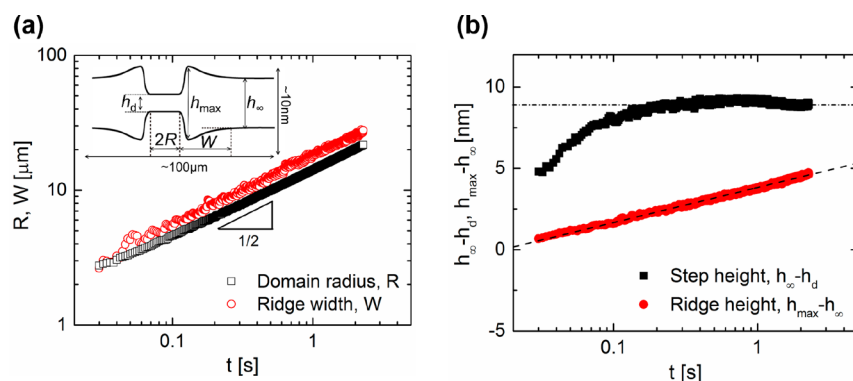 (a)
100
10
1
R, W [μm]
0.1
1
t [s]
h_d
h_max
h_∞
~10nm
2R
W
~100μm
1/2
Domain radius, R
Ridge width, W
(b)
10
5
0
-5
h_∞-h_d, h_max-h_∞ [nm]
0.1
1
t [s]
Step height, h_∞-h_d
Ridge height, h_max-h_∞